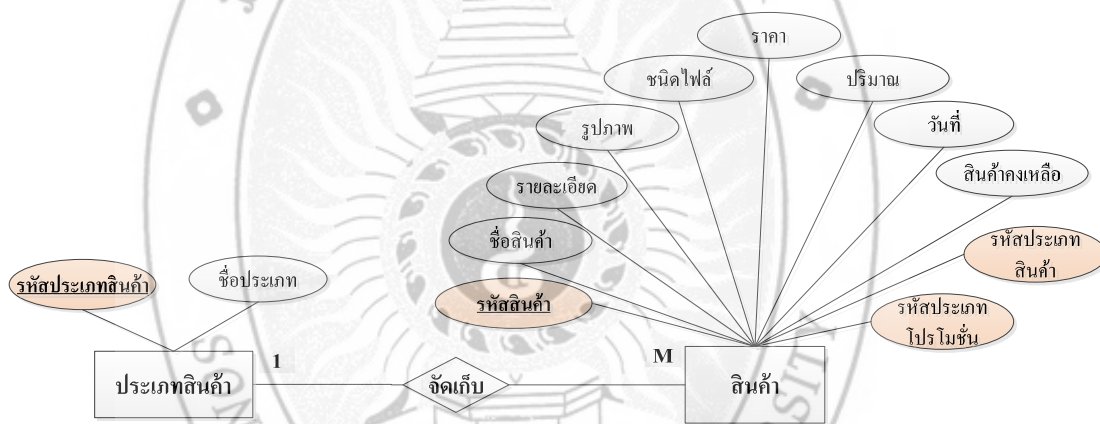 ราคา
ชนิดไฟล์
ปริมาณ
รูปภาพ
วันที่
รายละเอียด
สินค้าคงเหลือ
ชื่อสินค้า
รหัสประเภท
สินค้า
รหัสประเภทสินค้า
ชื่อประเภท
รหัสสินค้า
รหัสประเภท
โปรโมชั่น
ประเภทสินค้า
1
จัดเก็บ
M
สินค้า